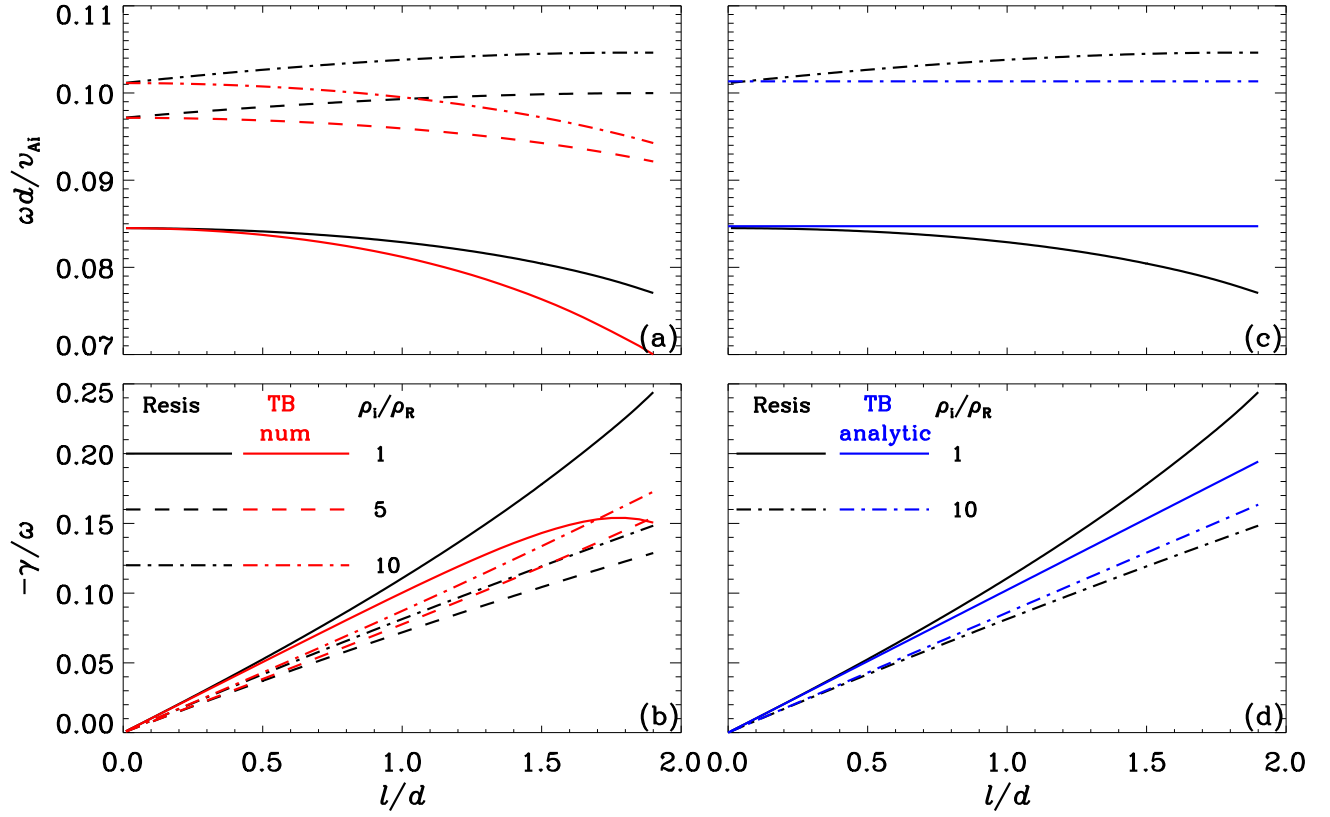 0.11
0.10
0.09
0.08
0.07
ωd/v_Ai
(a)
(c)
0.25
0.20
0.15
0.10
0.05
0.00
−γ/ω
Resis TB num ρ_i/ρ_R
1
5
10
(b)
Resis TB analytic ρ_i/ρ_R
1
10
(d)
0.0 0.5 1.0 1.5 2.0
l/d
0.0 0.5 1.0 1.5 2.0
l/d